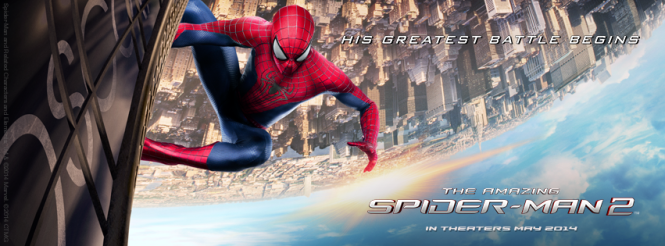 HIS GREATEST BATTLE BEGINS
THE AMAZING
SPIDER-MAN 2
IN THEATERS MAY 2014